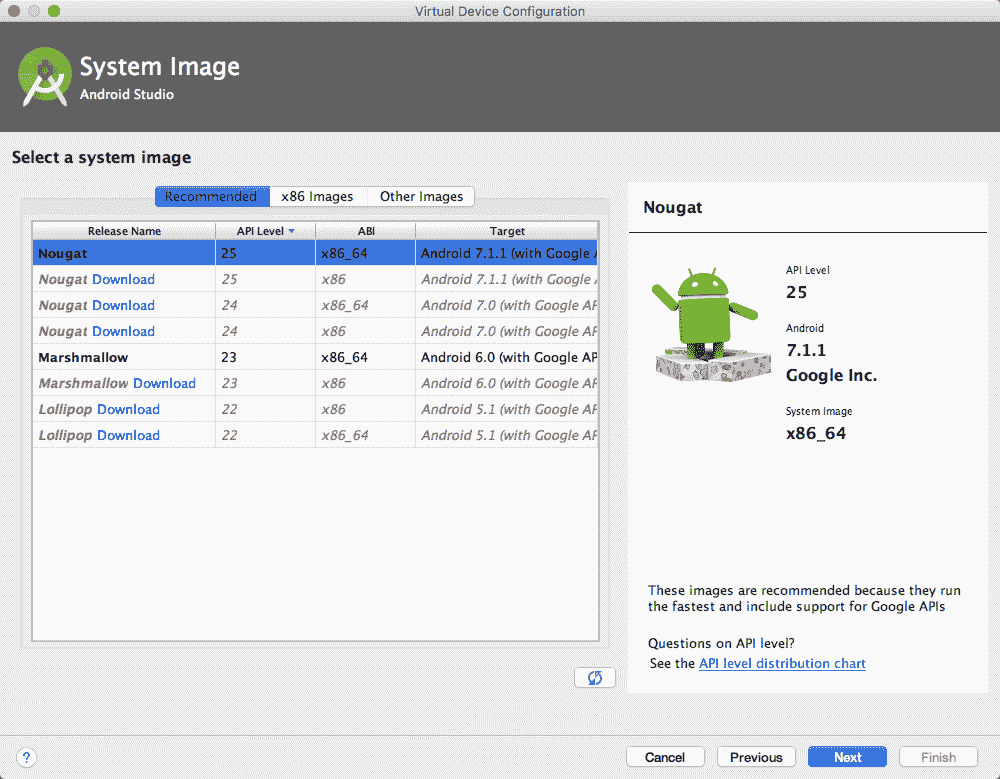 Virtual Device Configuration
System Image
Android Studio
Select a system image
Recommended x86 Images Other Images
Release Name API Level ABI Target
Nougat 25 x86_64 Android 7.1.1 (with Google
Nougat Download 25 x86 Android 7.1.1 (with Google
Nougat Download 24 x86_64 Android 7.0 (with Google AP
Nougat Download 24 x86 Android 7.0 (with Google AP
Marshmallow 23 x86_64 Android 6.0 (with Google AP
Marshmallow Download 23 x86 Android 6.0 (with Google AP
Lollipop Download 22 x86 Android 5.1 (with Google AP
Lollipop Download 22 x86_64 Android 5.1 (with Google AP
Nougat
API Level
25
Android
7.1.1
Google Inc.
System Image
x86_64
These images are recommended because they run
the fastest and include support for Google APIs
Questions on API level?
See the API level distribution chart
? Cancel Previous Next Finish